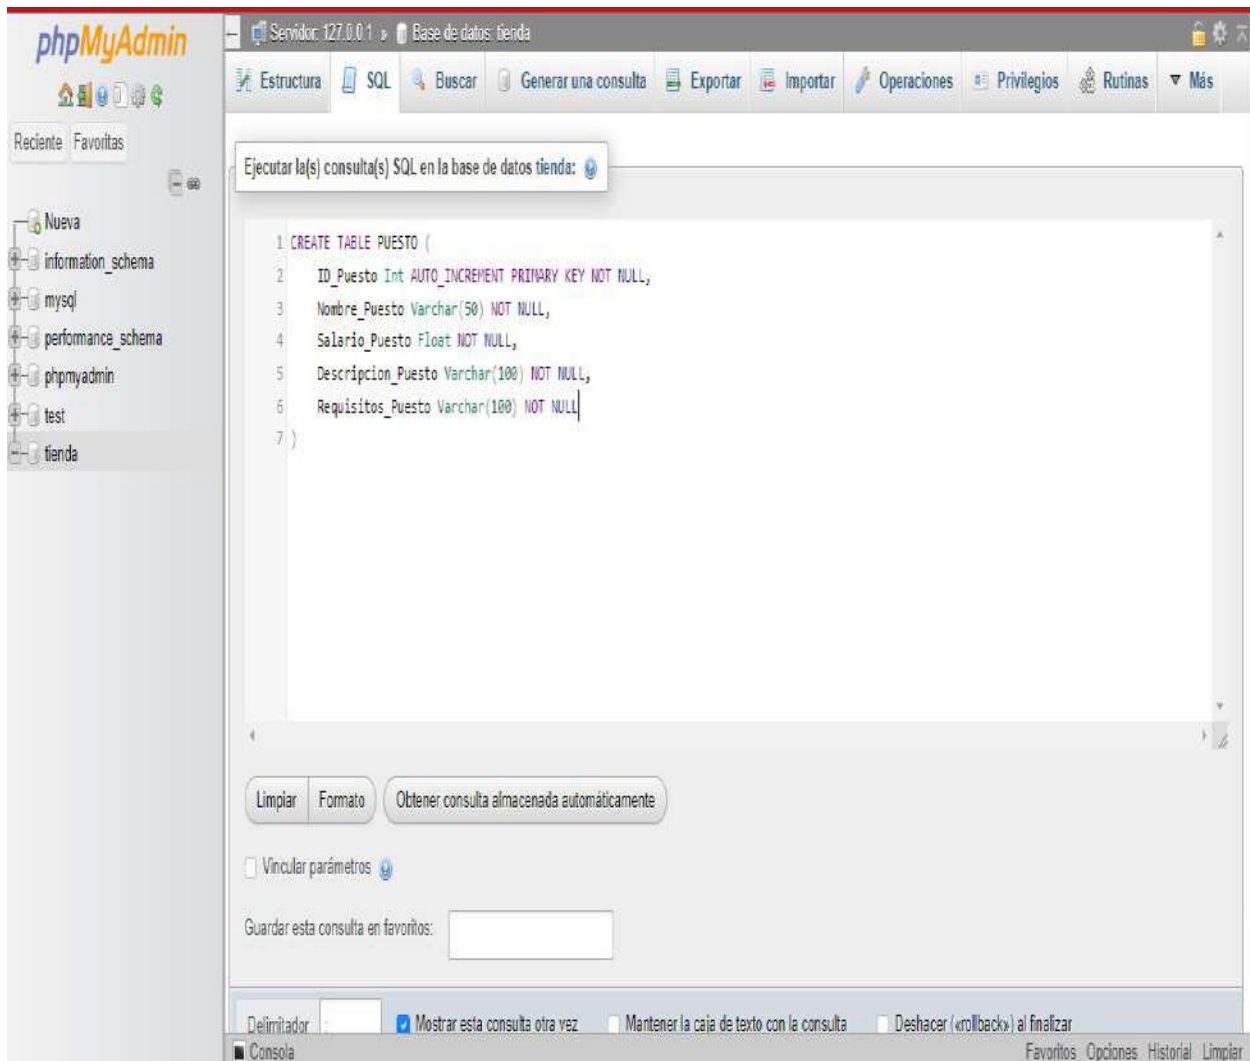 phpMyAdmin
Reciente Favoritas
Nueva
information_schema
mysql
performance_schema
phpmyadmin
test
tienda
Servidor: 127.0.0.1 » Base de datos: tienda
Estructura SQL Buscar Generar una consulta Exportar Importar Operaciones Privilegios Rutinas Más
Ejecutar la(s) consulta(s) SQL en la base de datos tienda:
1 CREATE TABLE PUESTO (
2 ID_Puesto Int AUTO_INCREMENT PRIMARY KEY NOT NULL,
3 Nombre_Puesto Varchar(50) NOT NULL,
4 Salario_Puesto Float NOT NULL,
5 Descripcion_Puesto Varchar(100) NOT NULL,
6 Requisitos_Puesto Varchar(100) NOT NULL
7 )
Limpiar Formato Obtener consulta almacenada automáticamente
Vincular parámetros
Guardar esta consulta en favoritos:
Delimitador ; Mostrar esta consulta otra vez Mantener la caja de texto con la consulta Deshacer («rollback») al finalizar
Consola Favoritos Opciones Historial Limpiar